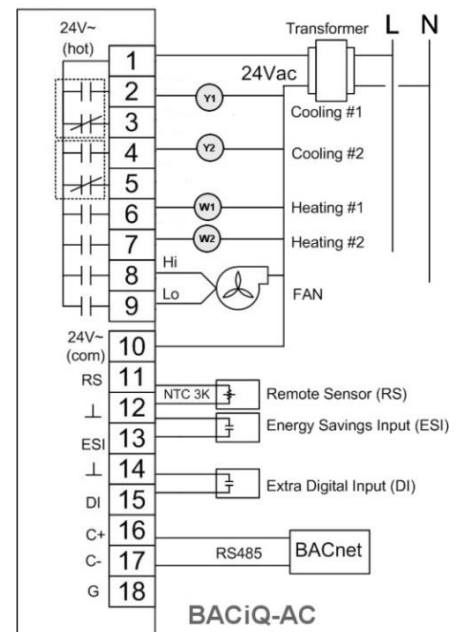 24V~ Transformer L N
(hot)
1
24Vac
2 Y1
Cooling #1
3
4 Y2 Cooling #2
5
6 W1 Heating #1
7 W2 Heating #2
Hi
8
Lo FAN
9
24V~ 10
(com)
RS 11
NTC 3K Remote Sensor (RS)
⊥ 12
Energy Savings Input (ESI)
ESI 13
⊥ 14
Extra Digital Input (DI)
DI 15
C+ 16
RS485 BACnet
C- 17
G 18
BACiQ-AC